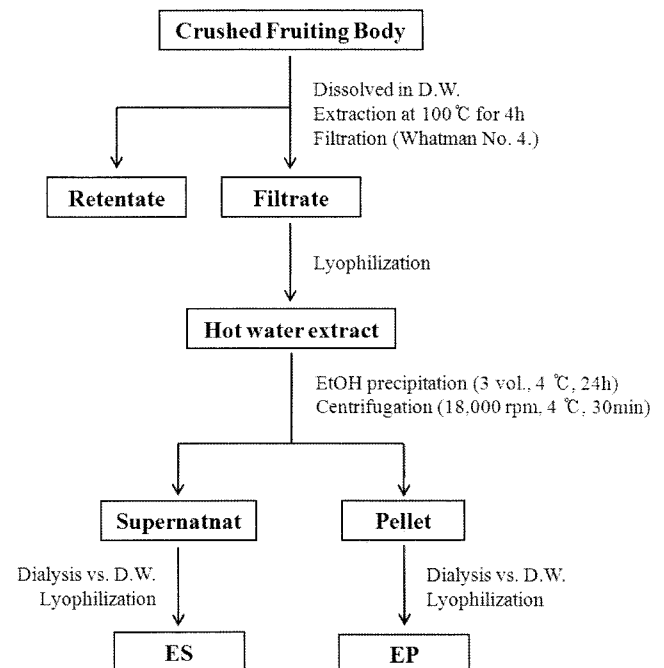 Crushed Fruiting Body
Dissolved in D.W.
Extraction at 100℃ for 4h
Filtration (Whatman No. 4.)
Retentate
Filtrate
Lyophilization
Hot water extract
EtOH precipitation (3 vol., 4 ℃, 24h)
Centrifugation (18,000 rpm, 4 ℃, 30min)
Supernatnat
Pellet
Dialysis vs. D.W.
Lyophilization
Dialysis vs. D.W.
Lyophilization
ES
EP